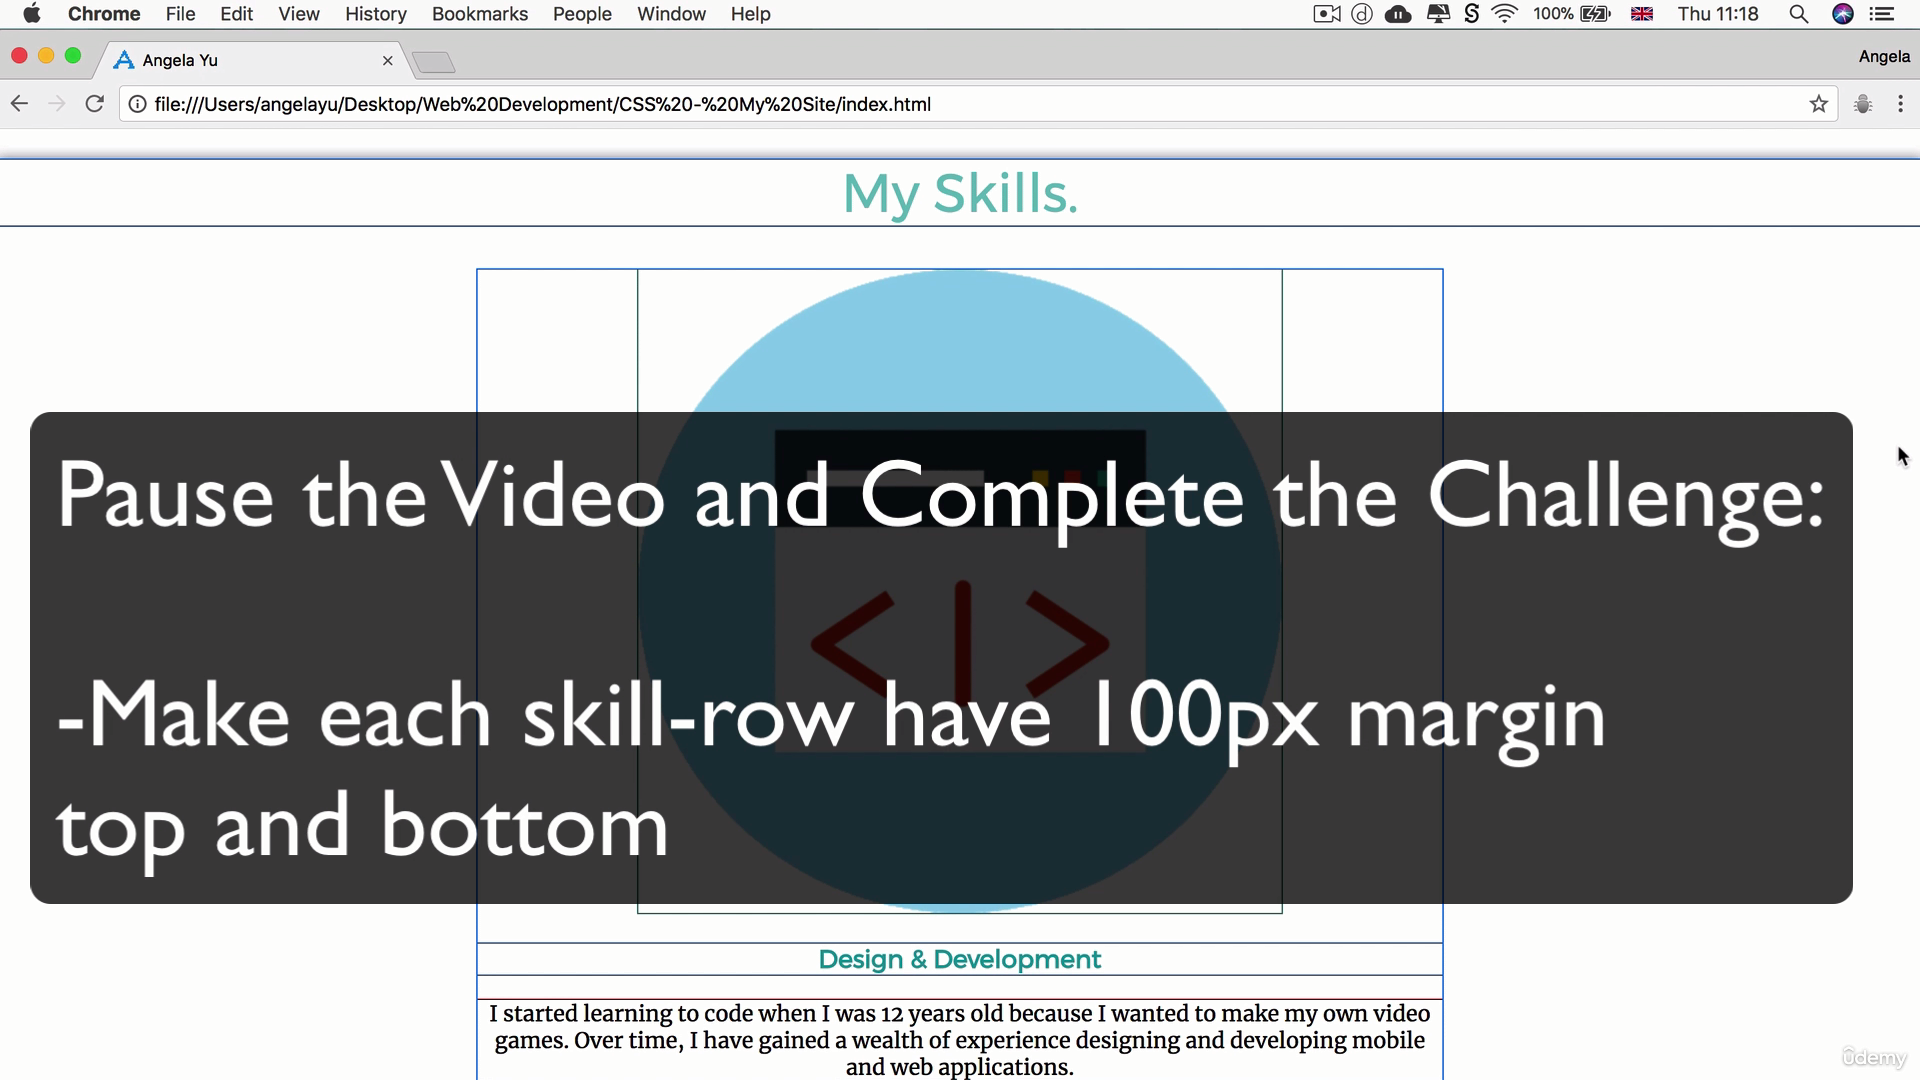 Chrome File Edit View History Bookmarks People Window Help 100% Thu 11:18
Angela Yu Angela
file:///Users/angelayu/Desktop/Web%20Development/CSS%20-%20My%20Site/index.html
My Skills.
Pause the Video and Complete the Challenge:
-Make each skill-row have 100px margin
top and bottom
Design & Development
I started learning to code when I was 12 years old because I wanted to make my own video
games. Over time, I have gained a wealth of experience designing and developing mobile
and web applications.
ûdemy